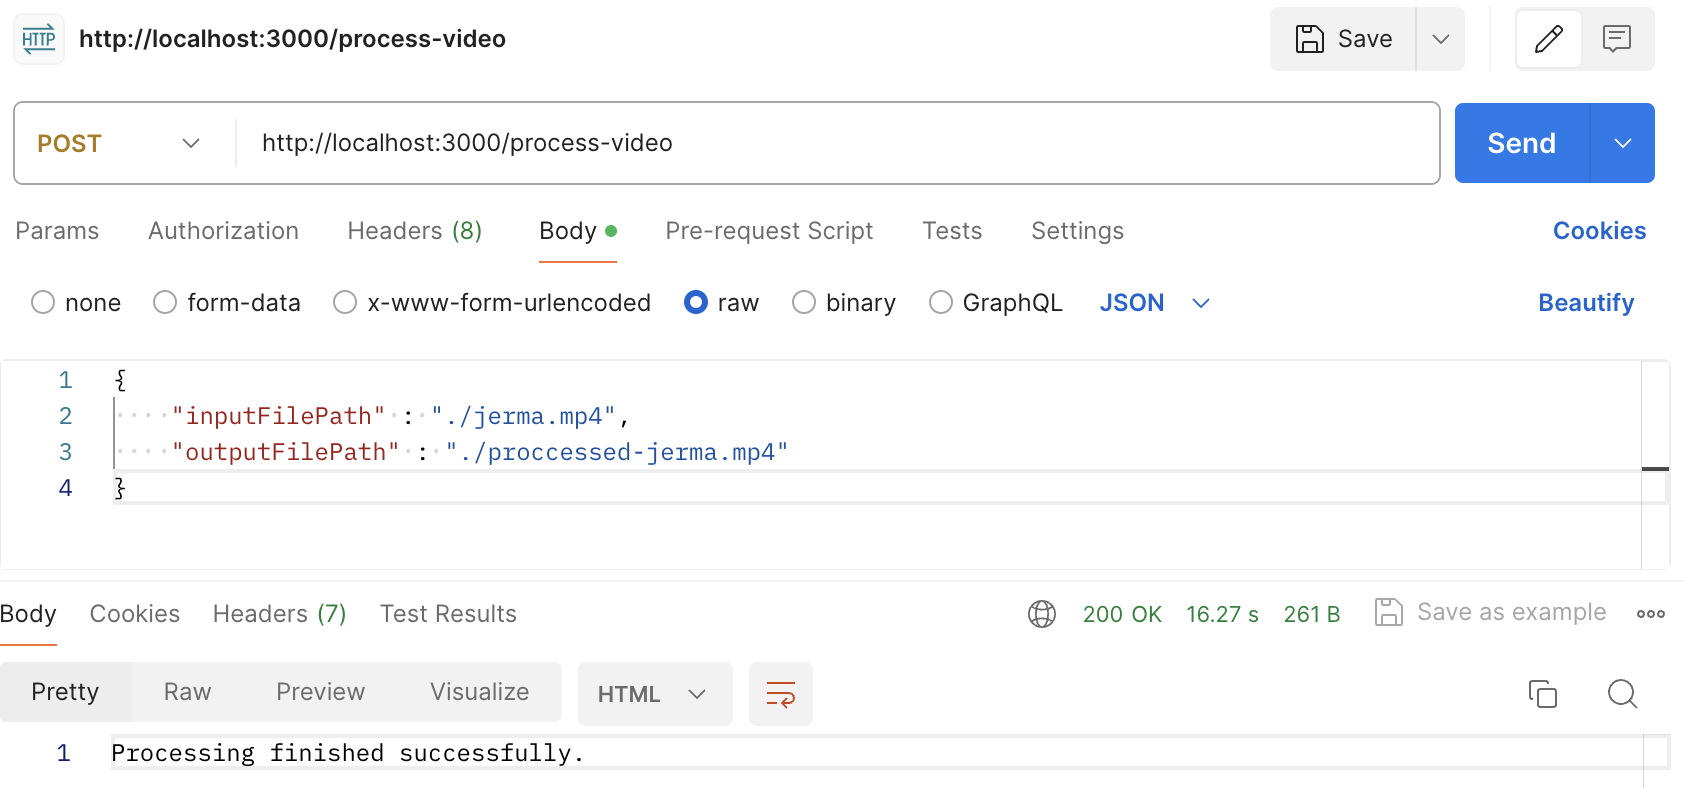 HTTP http://localhost:3000/process-video Save
POST http://localhost:3000/process-video Send
Params Authorization Headers (8) Body Pre-request Script Tests Settings Cookies
none form-data x-www-form-urlencoded raw binary GraphQL JSON Beautify
1 {
2 "inputFilePath" : "./jerma.mp4",
3 "outputFilePath" : "./proccessed-jerma.mp4"
4 }
Body Cookies Headers (7) Test Results 200 OK 16.27 s 261 B Save as example
Pretty Raw Preview Visualize HTML
1 Processing finished successfully.